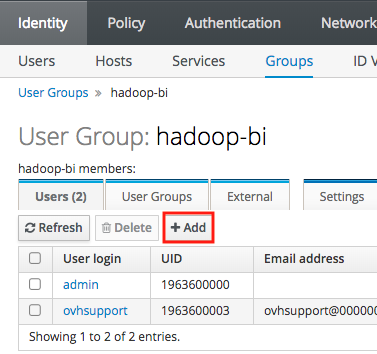 Identity Policy Authentication Network
Users Hosts Services Groups ID V
User Groups » hadoop-bi
User Group: hadoop-bi
hadoop-bi members:
Users (2) User Groups External Settings
Refresh Delete + Add
User login UID Email address
admin 1963600000
ovhsupport 1963600003 ovhsupport@000000
Showing 1 to 2 of 2 entries.